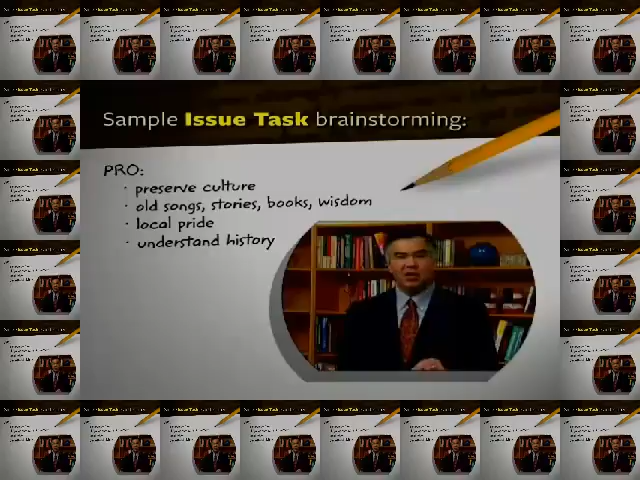 Sample Issue Task brainstorming:
PRO:
· preserve culture
· old songs, stories, books, wisdom
· local pride
· understand history